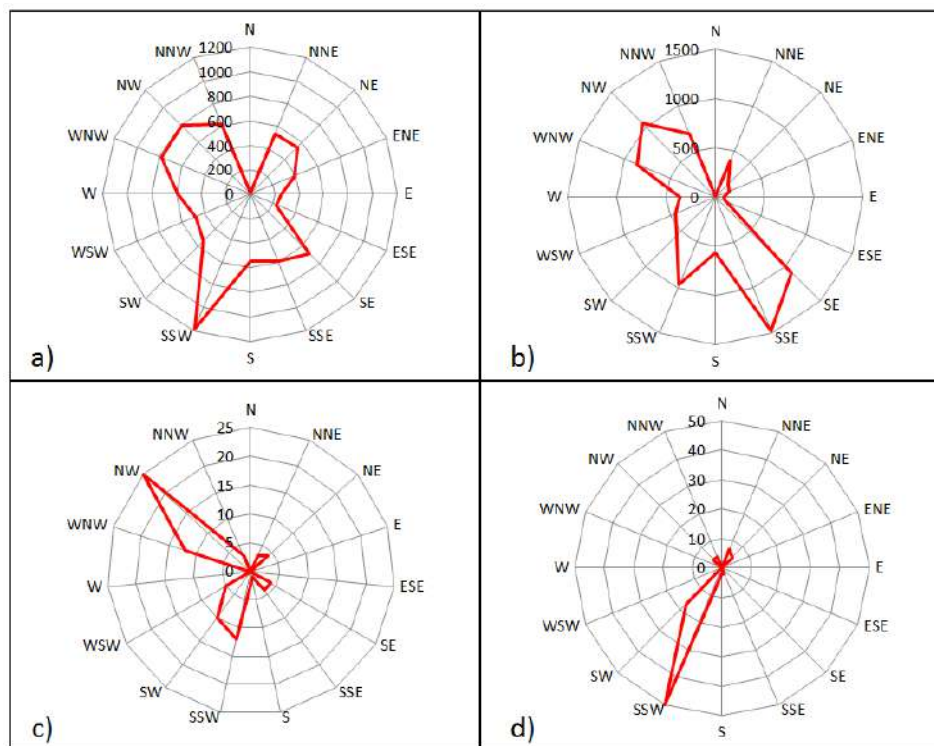 N
NNW
1200
NNE
1000
NW
NE
800
600
WNW
400
ENE
200
W
0
E
WSW
ESE
SW
SE
SSW
SSE
S
a)
N
1500
NNW
NNE
NW
1000
NE
WNW
500
ENE
W
0
E
WSW
ESE
SW
SE
SSW
SSE
S
b)
N
25
NNW
NNE
20
NW
NE
15
WNW
10
E
5
W
0
ESE
WSW
SE
SW
SSE
SSW
S
c)
N
50
NNW
NNE
40
NW
NE
30
WNW
20
ENE
10
W
0
E
WSW
ESE
SW
SE
SSW
SSE
S
d)